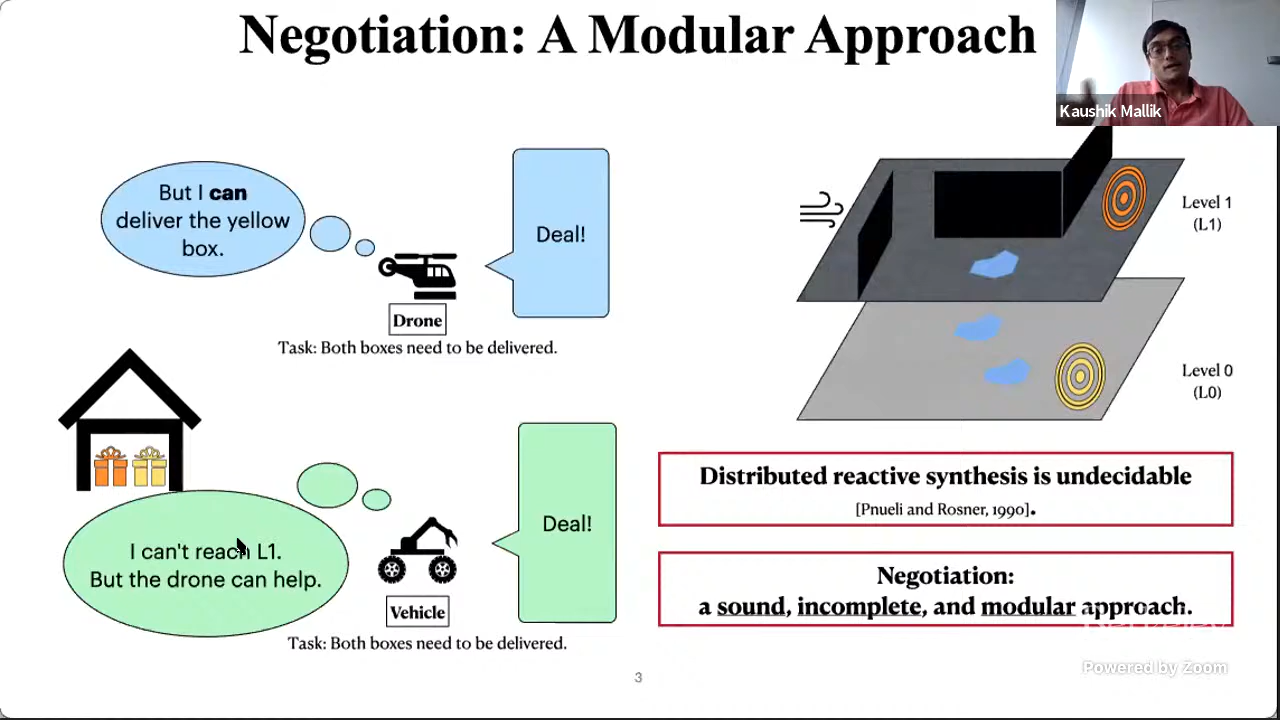 Negotiation: A Modular Approach
Kaushik Mallik
But I can
deliver the yellow
box.
Deal!
Drone
Task: Both boxes need to be delivered.
Level 1
(L1)
Level 0
(L0)
I can't reach L1.
But the drone can help.
Deal!
Vehicle
Task: Both boxes need to be delivered.
Distributed reactive synthesis is undecidable
[Pnueli and Rosner, 1990].
Negotiation:
a sound, incomplete, and modular approach.
Powered by Zoom
3